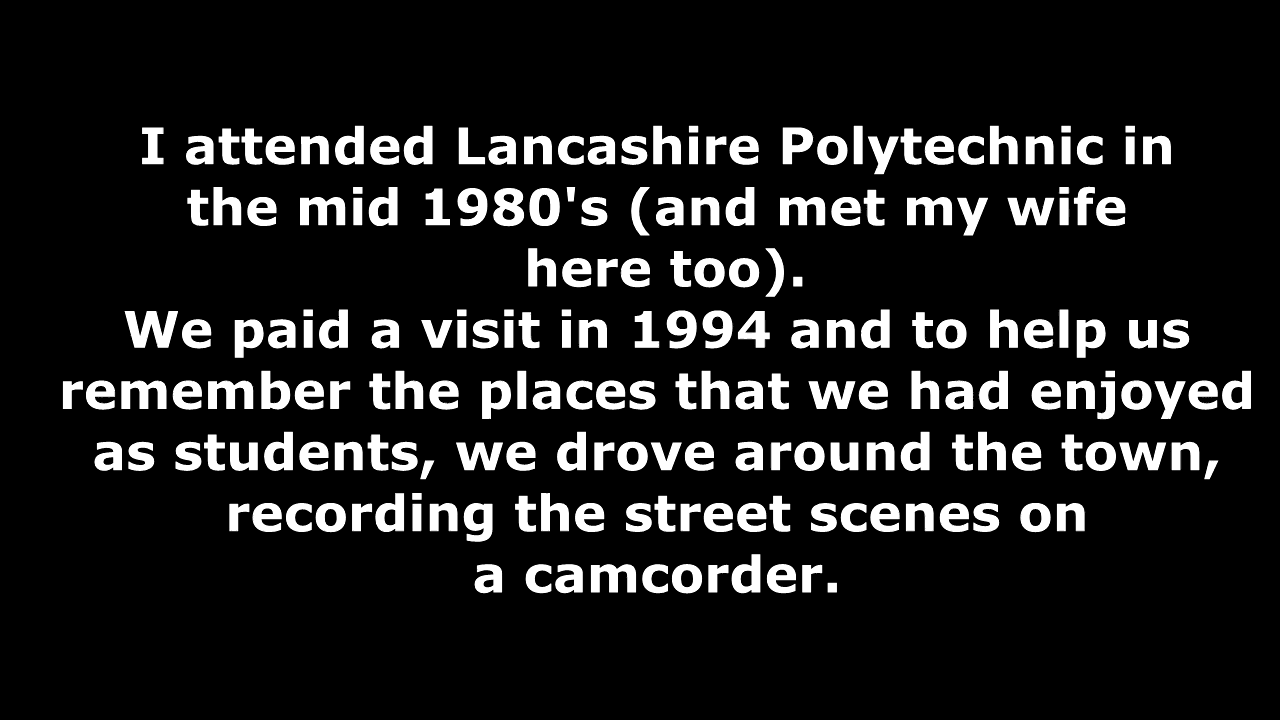 I attended Lancashire Polytechnic in
the mid 1980's (and met my wife
here too).
We paid a visit in 1994 and to help us
remember the places that we had enjoyed
as students, we drove around the town,
recording the street scenes on
a camcorder.